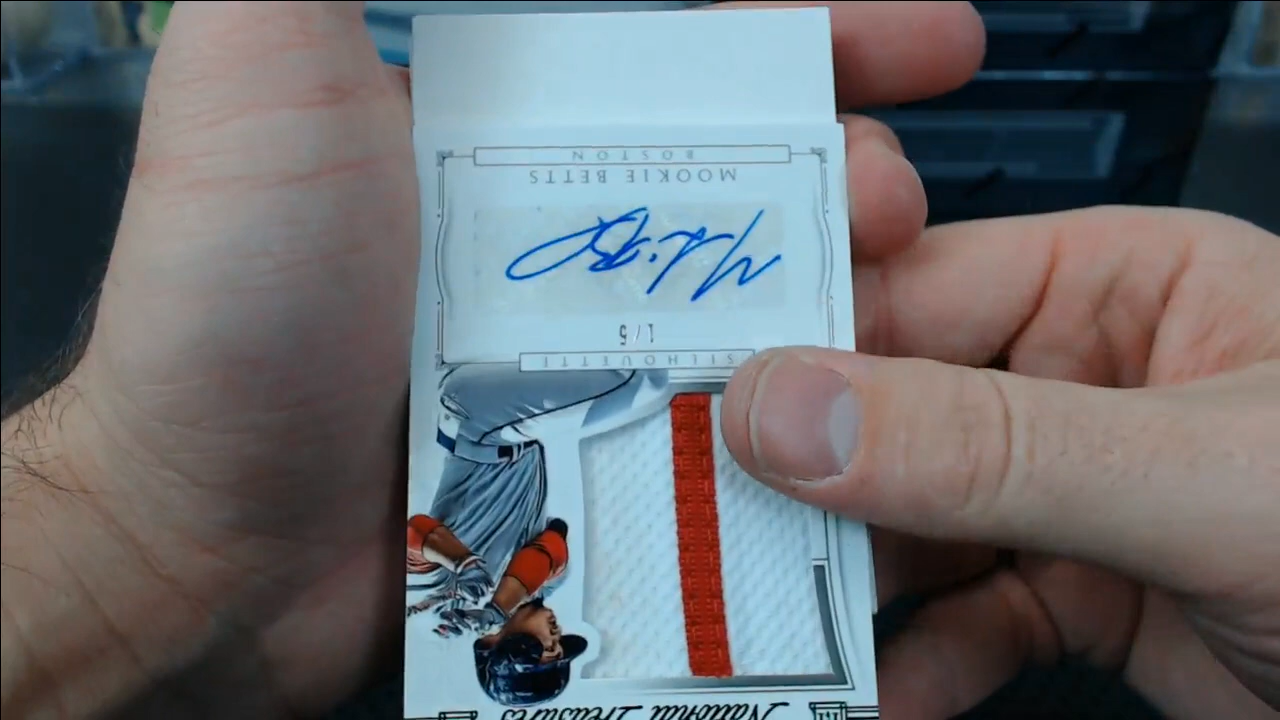 National Treasures
SILHOUETTE
1/5
MOOKIE BETTS
BOSTON